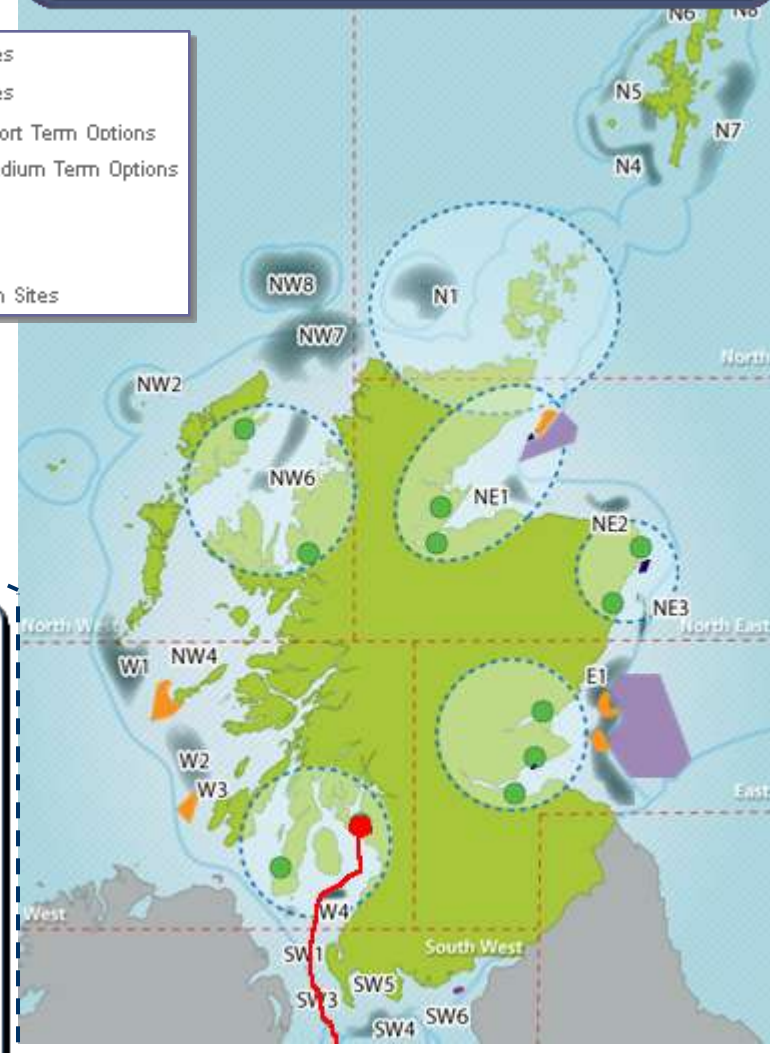 N6
N8
es
es
ort Term Options
dium Term Options
n Sites
N5
N7
N4
NW8
N1
NW7
North
NW2
NW6
NE1
NE2
NE3
North West
North East
W1
NW4
E1
W2
W3
East
W4
West
SW1
South West
SW5
SW3
SW6
SW4